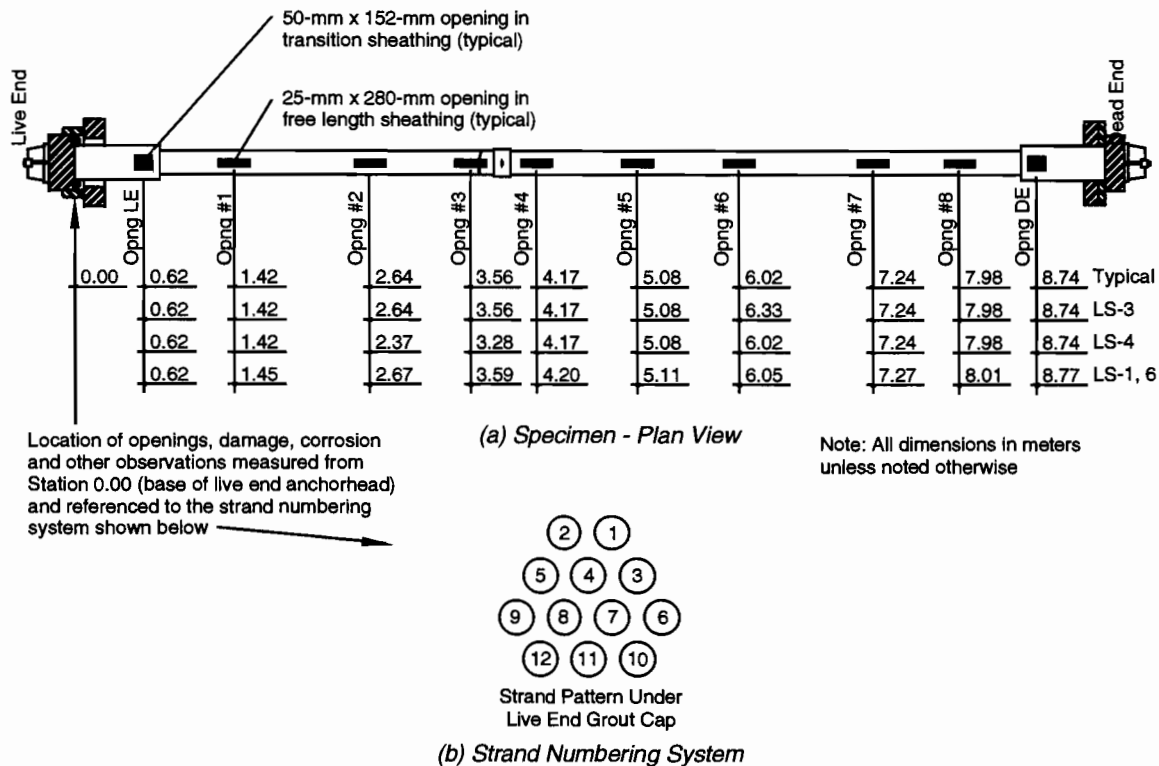 50-mm x 152-mm opening in
transition sheathing (typical)
25-mm x 280-mm opening in
free length sheathing (typical)
Live End
Dead End
Opng LE
Opng #1
Opng #2
Opng #3
Opng #4
Opng #5
Opng #6
Opng #7
Opng #8
Opng DE
0.00 0.62 1.42 2.64 3.56 4.17 5.08 6.02 7.24 7.98 8.74 Typical
0.62 1.42 2.64 3.56 4.17 5.08 6.33 7.24 7.98 8.74 LS-3
0.62 1.42 2.37 3.28 4.17 5.08 6.02 7.24 7.98 8.74 LS-4
0.62 1.45 2.67 3.59 4.20 5.11 6.05 7.27 8.01 8.77 LS-1, 6
(a) Specimen - Plan View
Note: All dimensions in meters
unless noted otherwise
Location of openings, damage, corrosion
and other observations measured from
Station 0.00 (base of live end anchorhead)
and referenced to the strand numbering
system shown below
2 1
5 4 3
9 8 7 6
12 11 10
Strand Pattern Under
Live End Grout Cap
(b) Strand Numbering System